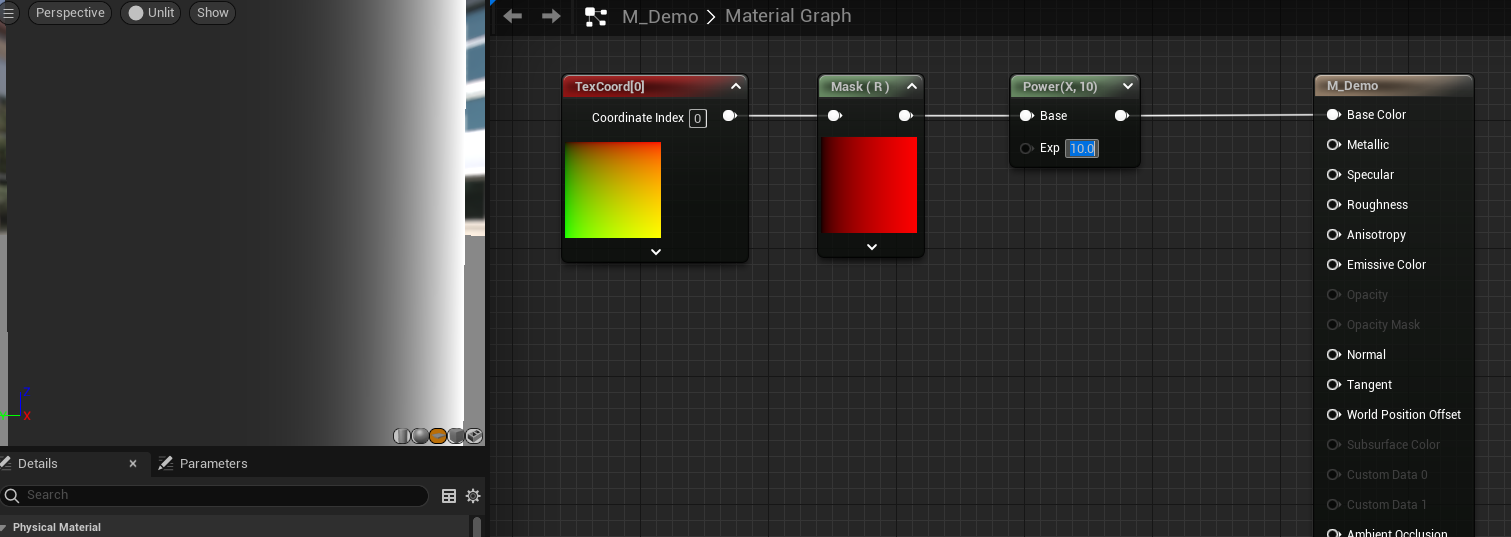 Perspective
Unlit
Show
M_Demo
Material Graph
TexCoord[0]
Coordinate Index 0
Mask ( R )
Power(X, 10)
Base
Exp 10.0
M_Demo
Base Color
Metallic
Specular
Roughness
Anisotropy
Emissive Color
Opacity
Opacity Mask
Normal
Tangent
World Position Offset
Subsurface Color
Custom Data 0
Custom Data 1
Ambient Occlusion
Z
X
Details
Parameters
Search
Physical Material